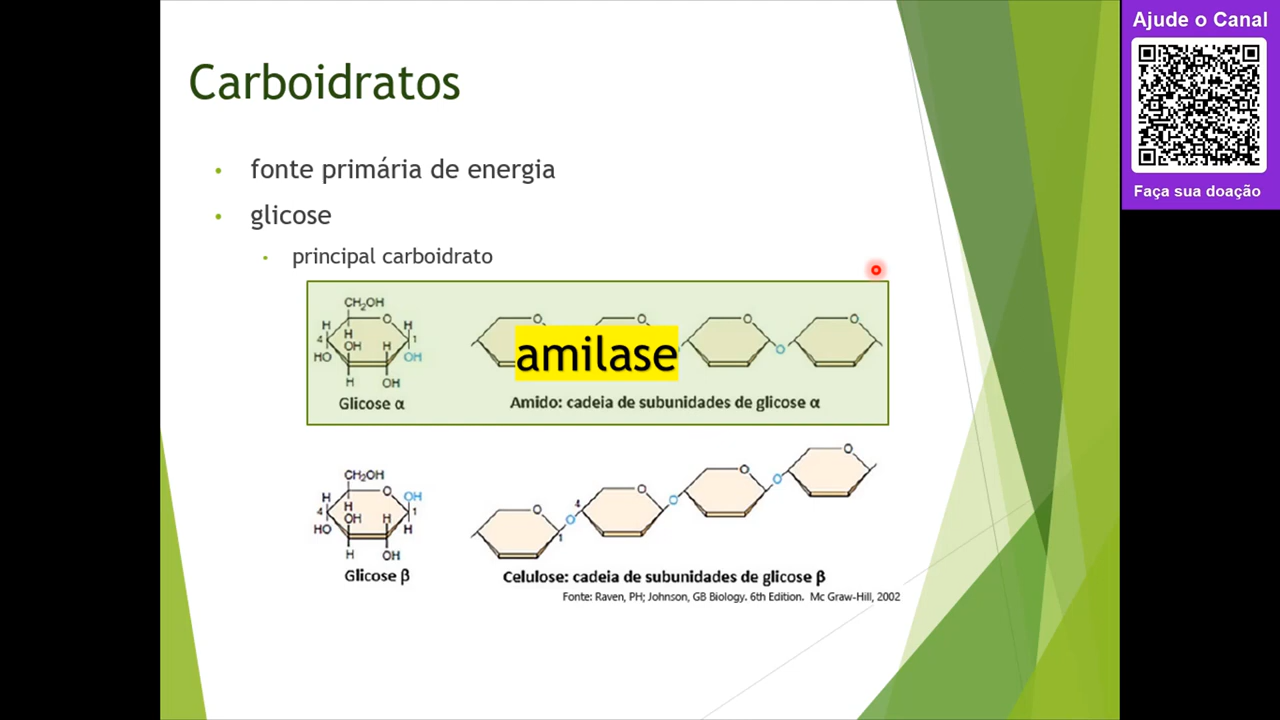 Ajude o Canal
Faça sua doação
Carboidratos
• fonte primária de energia
• glicose
• principal carboidrato
CH₂OH
O
H
H
4
H
1
OH
H
HO
OH
H
OH
Glicose α
O
O
O
O
O
amilase
Amido: cadeia de subunidades de glicose α
CH₂OH
O
H
OH
4
H
1
OH
H
HO
H
H
OH
Glicose β
O
O
O
O
O
4
O
O
1
Celulose: cadeia de subunidades de glicose β
Fonte: Raven, PH; Johnson, GB Biology. 6th Edition. Mc Graw-Hill, 2002